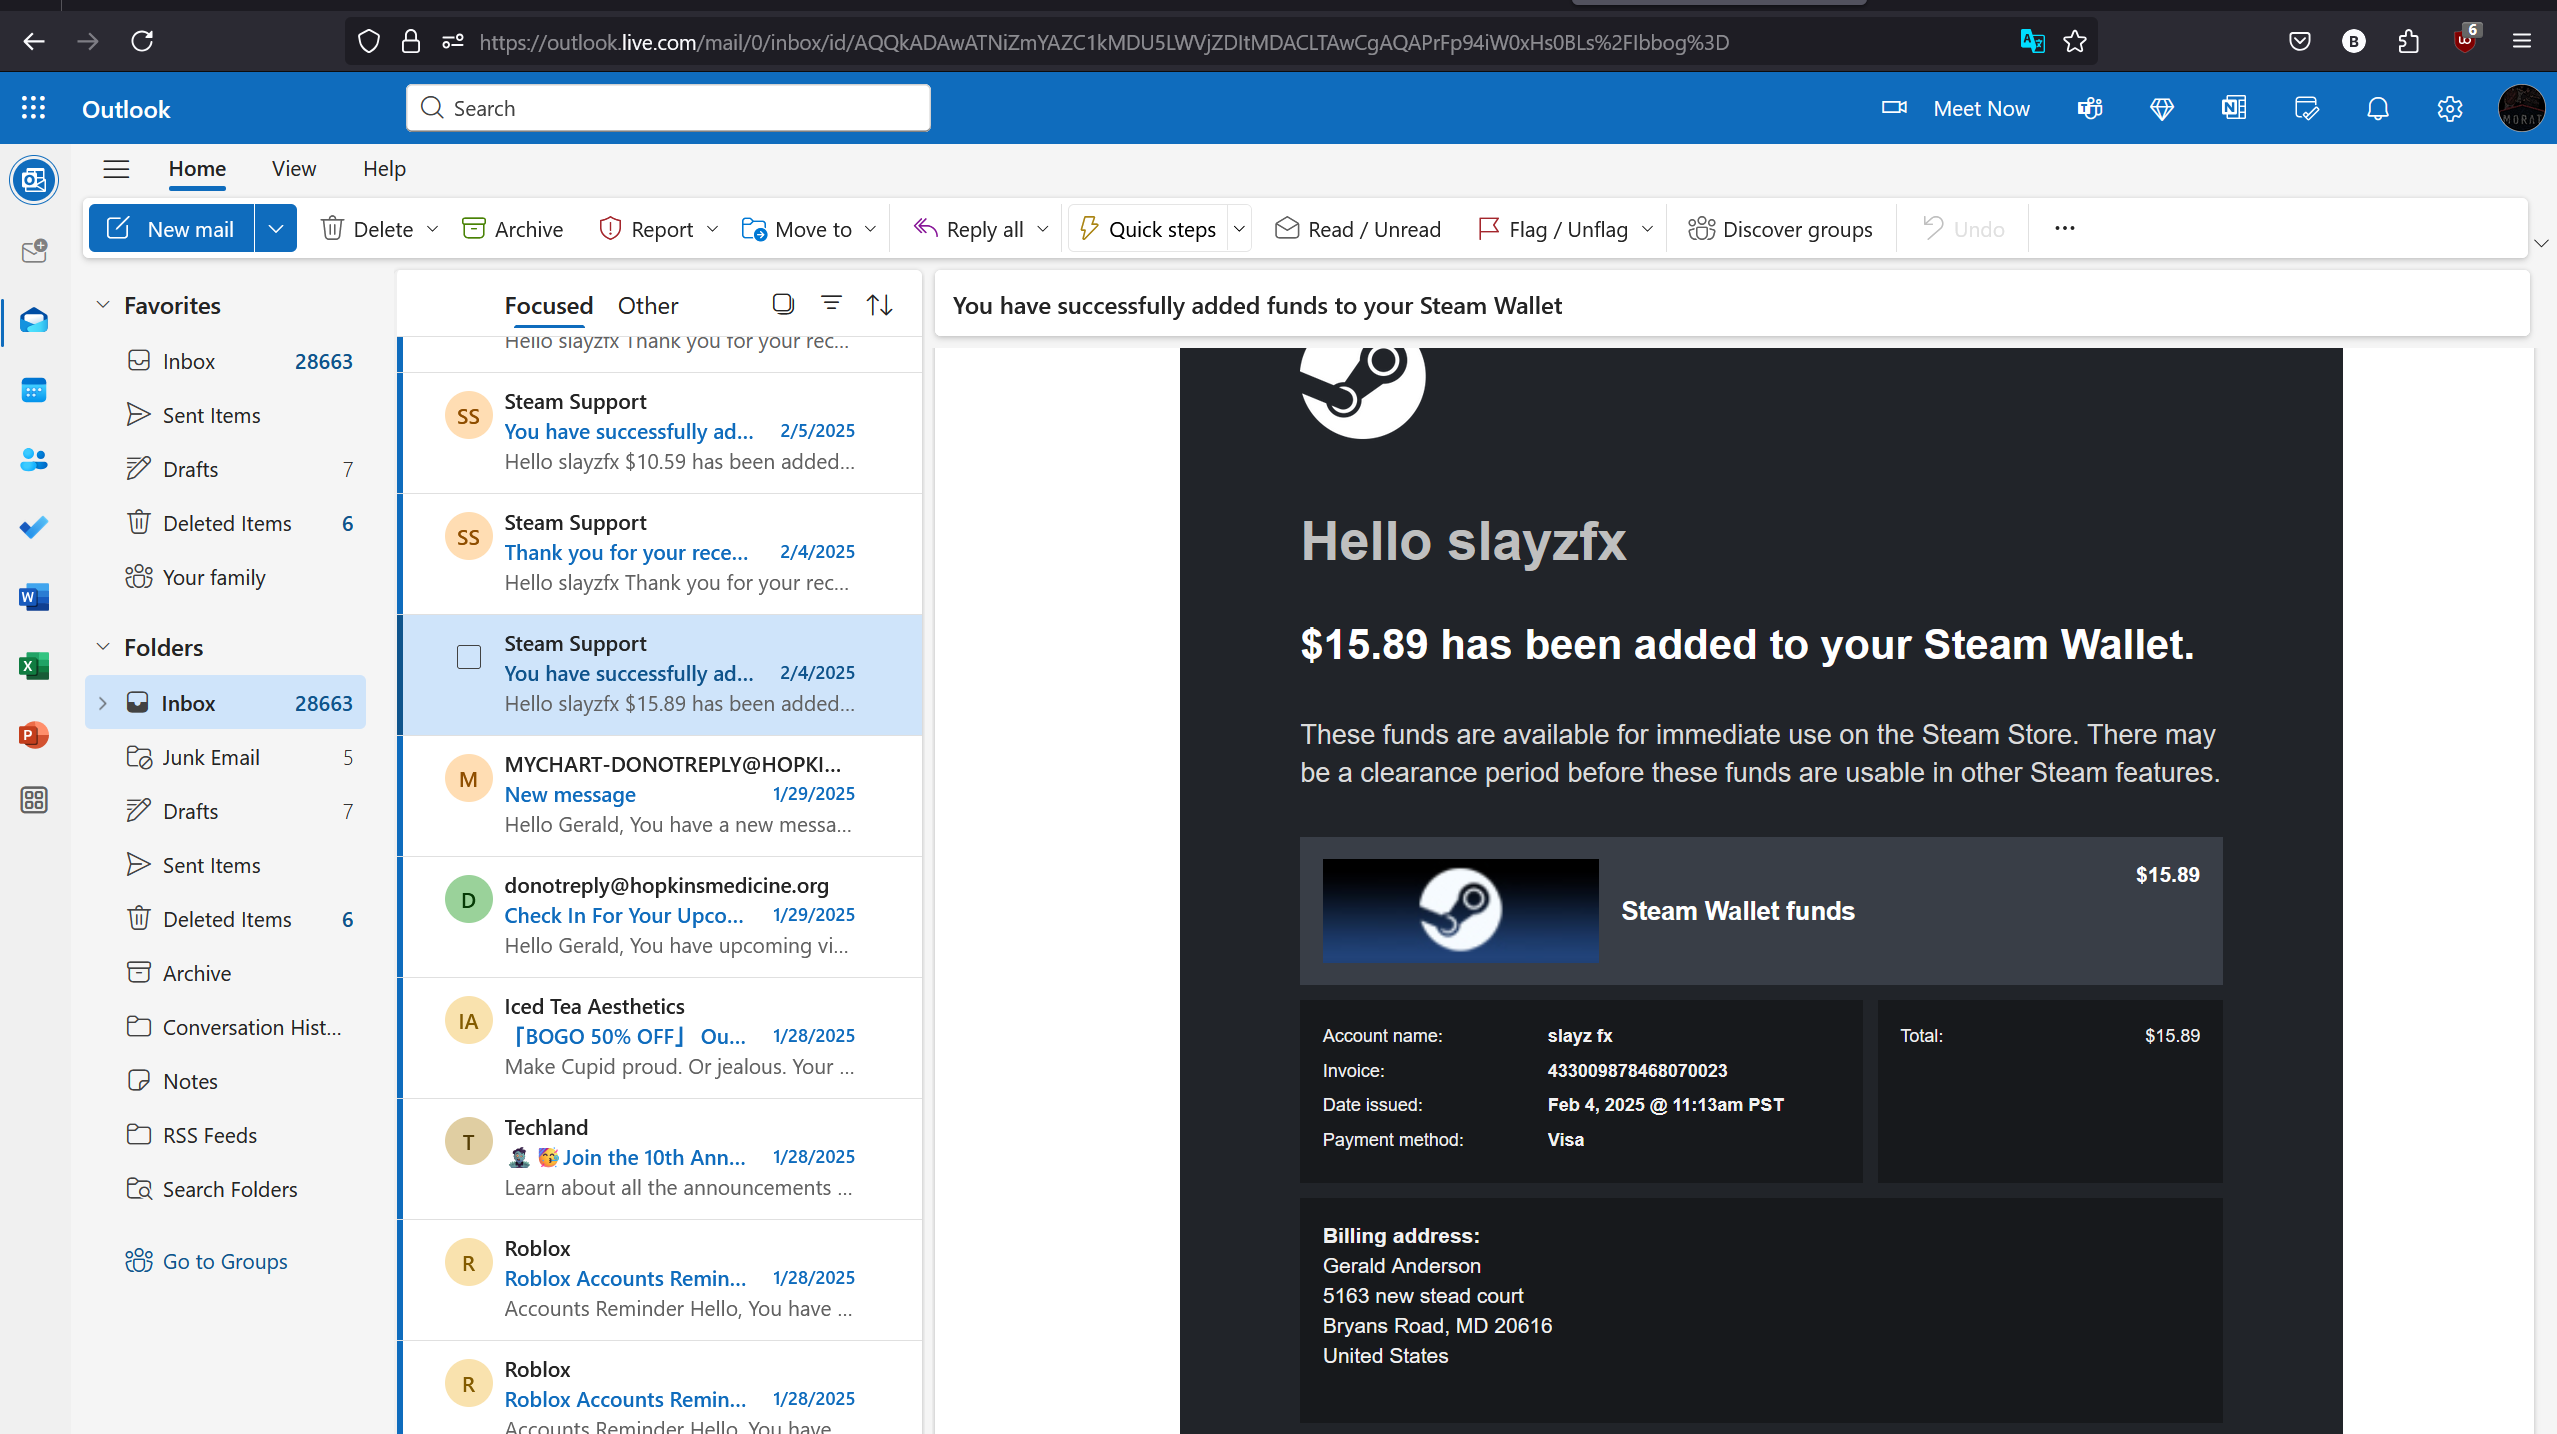 https://outlook.live.com/mail/0/inbox/id/AQQkADAwATNiZmYAZC1kMDU5LWVjZDItMDACLTAwCgAQAPrFp94iW0xHs0BLs%2FIbbog%3D
B
6
Outlook
Search
Meet Now
MORAT
Home
View
Help
New mail
Delete
Archive
Report
Move to
Reply all
Quick steps
Read / Unread
Flag / Unflag
Discover groups
Undo
Favorites
Inbox 28663
Sent Items
Drafts 7
Deleted Items 6
Your family
Folders
Inbox 28663
Junk Email 5
Drafts 7
Sent Items
Deleted Items 6
Archive
Conversation Hist...
Notes
RSS Feeds
Search Folders
Go to Groups
Focused
Other
Hello slayzfx Thank you for your rec...
SS
Steam Support
You have successfully ad... 2/5/2025
Hello slayzfx $10.59 has been added...
SS
Steam Support
Thank you for your rece... 2/4/2025
Hello slayzfx Thank you for your rec...
Steam Support
You have successfully ad... 2/4/2025
Hello slayzfx $15.89 has been added...
M
MYCHART-DONOTREPLY@HOPKI...
New message 1/29/2025
Hello Gerald, You have a new messa...
D
donotreply@hopkinsmedicine.org
Check In For Your Upco... 1/29/2025
Hello Gerald, You have upcoming vi...
IA
Iced Tea Aesthetics
「BOGO 50% OFF」 Ou... 1/28/2025
Make Cupid proud. Or jealous. Your ...
T
Techland
Join the 10th Ann... 1/28/2025
Learn about all the announcements ...
R
Roblox
Roblox Accounts Remin... 1/28/2025
Accounts Reminder Hello, You have ...
R
Roblox
Roblox Accounts Remin... 1/28/2025
Accounts Reminder Hello, You have
You have successfully added funds to your Steam Wallet
Hello slayzfx
$15.89 has been added to your Steam Wallet.
These funds are available for immediate use on the Steam Store. There may
be a clearance period before these funds are usable in other Steam features.
$15.89
Steam Wallet funds
Account name: slayz fx
Invoice: 433009878468070023
Date issued: Feb 4, 2025 @ 11:13am PST
Payment method: Visa
Total: $15.89
Billing address:
Gerald Anderson
5163 new stead court
Bryans Road, MD 20616
United States